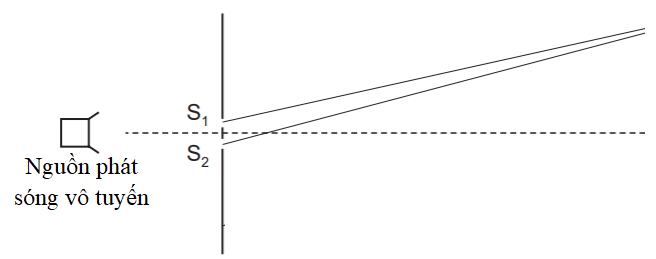 S1
S2
Nguồn phát
sóng vô tuyến